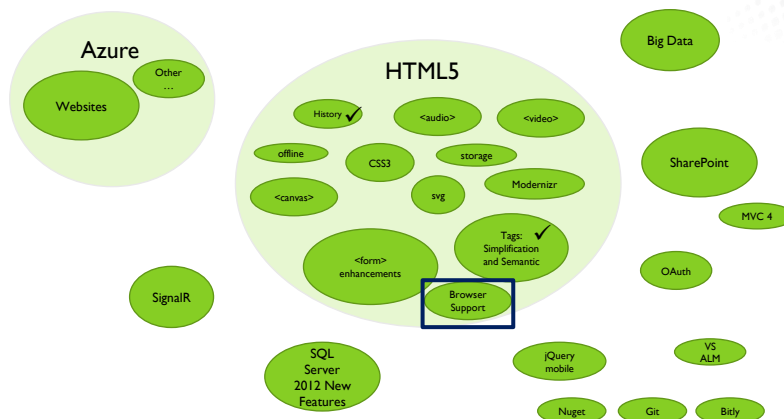 Azure
Other
...
Websites
HTML5
History
<audio>
<video>
offline
CSS3
storage
<canvas>
svg
Modernizr
<form>
enhancements
Tags:
Simplification
and Semantic
Browser
Support
Big Data
SharePoint
MVC 4
OAuth
SignalR
SQL
Server
2012 New
Features
jQuery
mobile
VS
ALM
Nuget
Git
Bitly